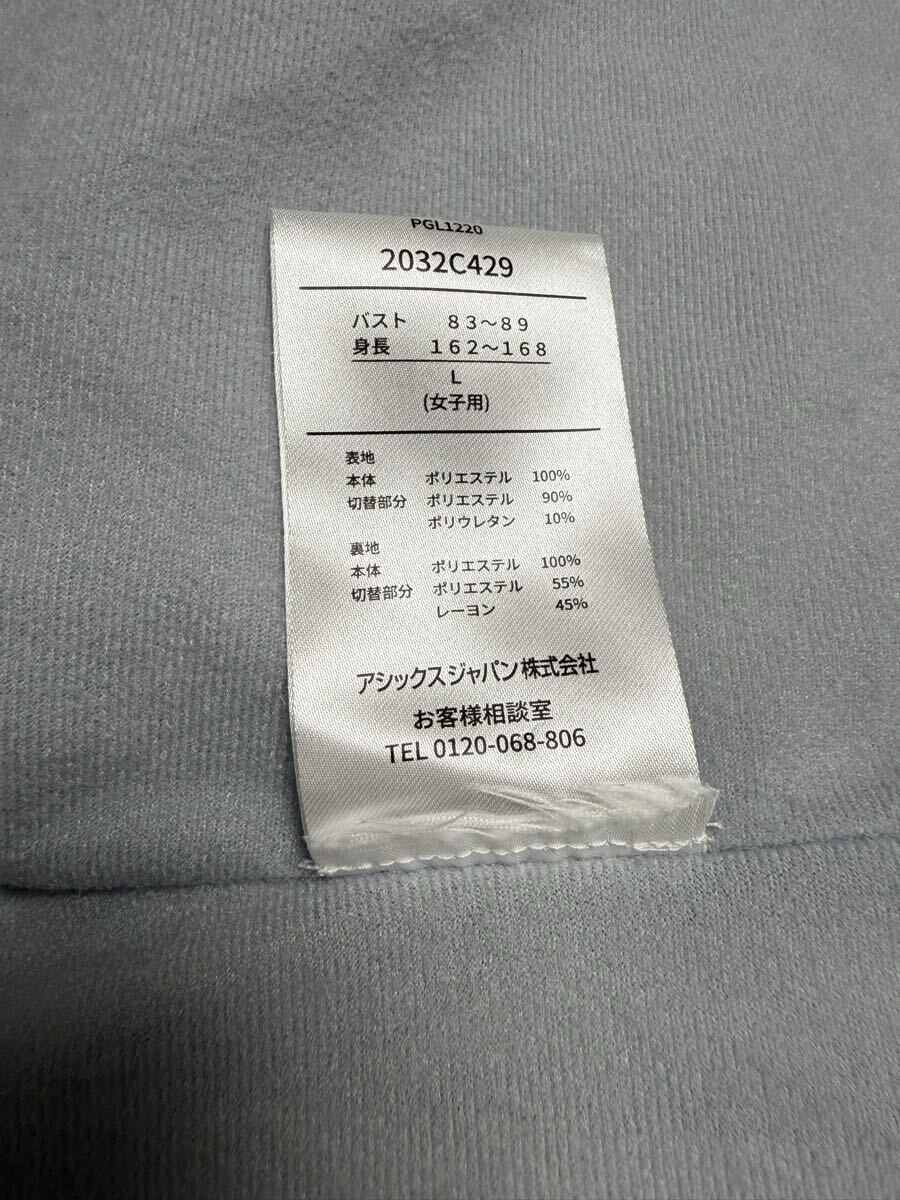 PGL1220
2032C429
バスト 83〜89
身長 162〜168
L
(女子用)
表地
本体 ポリエステル 100%
切替部分 ポリエステル 90%
ポリウレタン 10%
裏地
本体 ポリエステル 100%
切替部分 ポリエステル 55%
レーヨン 45%
アシックスジャパン株式会社
お客様相談室
TEL 0120-068-806